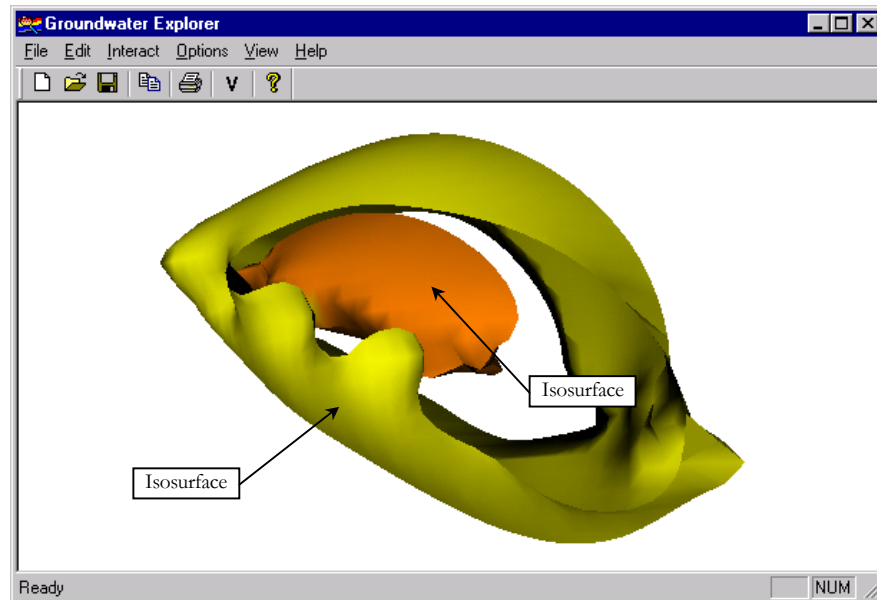 Groundwater Explorer
File Edit Interact Options View Help
V ?
Isosurface
Isosurface
Ready NUM